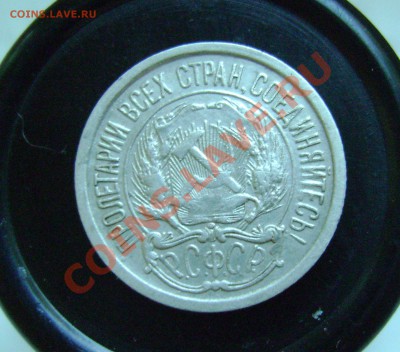 COINS.LAVE.RU
ПРОЛЕТАРИИ ВСЕХ СТРАН, СОЕДИНЯЙТЕСЬ!
Р.С.Ф.С.Р.
COINS.LAVE.RU